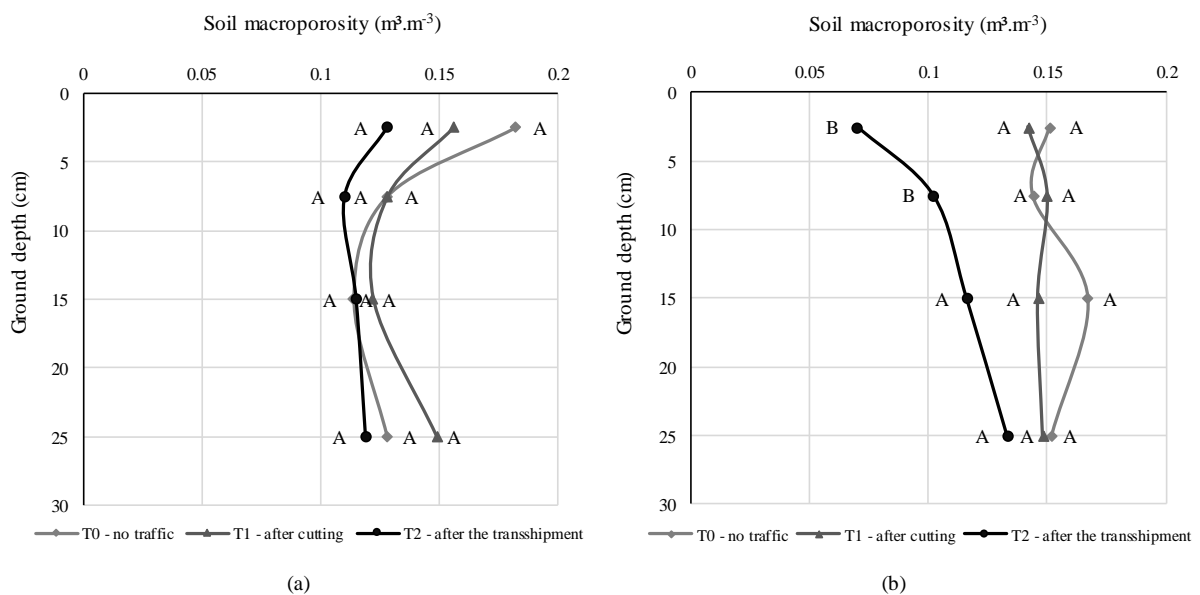 Soil macroporosity (m³.m⁻³)
0 0.05 0.1 0.15 0.2
0
5
10
15
20
25
30
Ground depth (cm)
A A A
A A A
A A A
A A A
T0 - no traffic T1 - after cutting T2 - after the transshipment
(a)
Soil macroporosity (m³.m⁻³)
0 0.05 0.1 0.15 0.2
0
5
10
15
20
25
30
Ground depth (cm)
B A A
B A A
A A A
A A A
T0 - no traffic T1 - after cutting T2 - after the transshipment
(b)